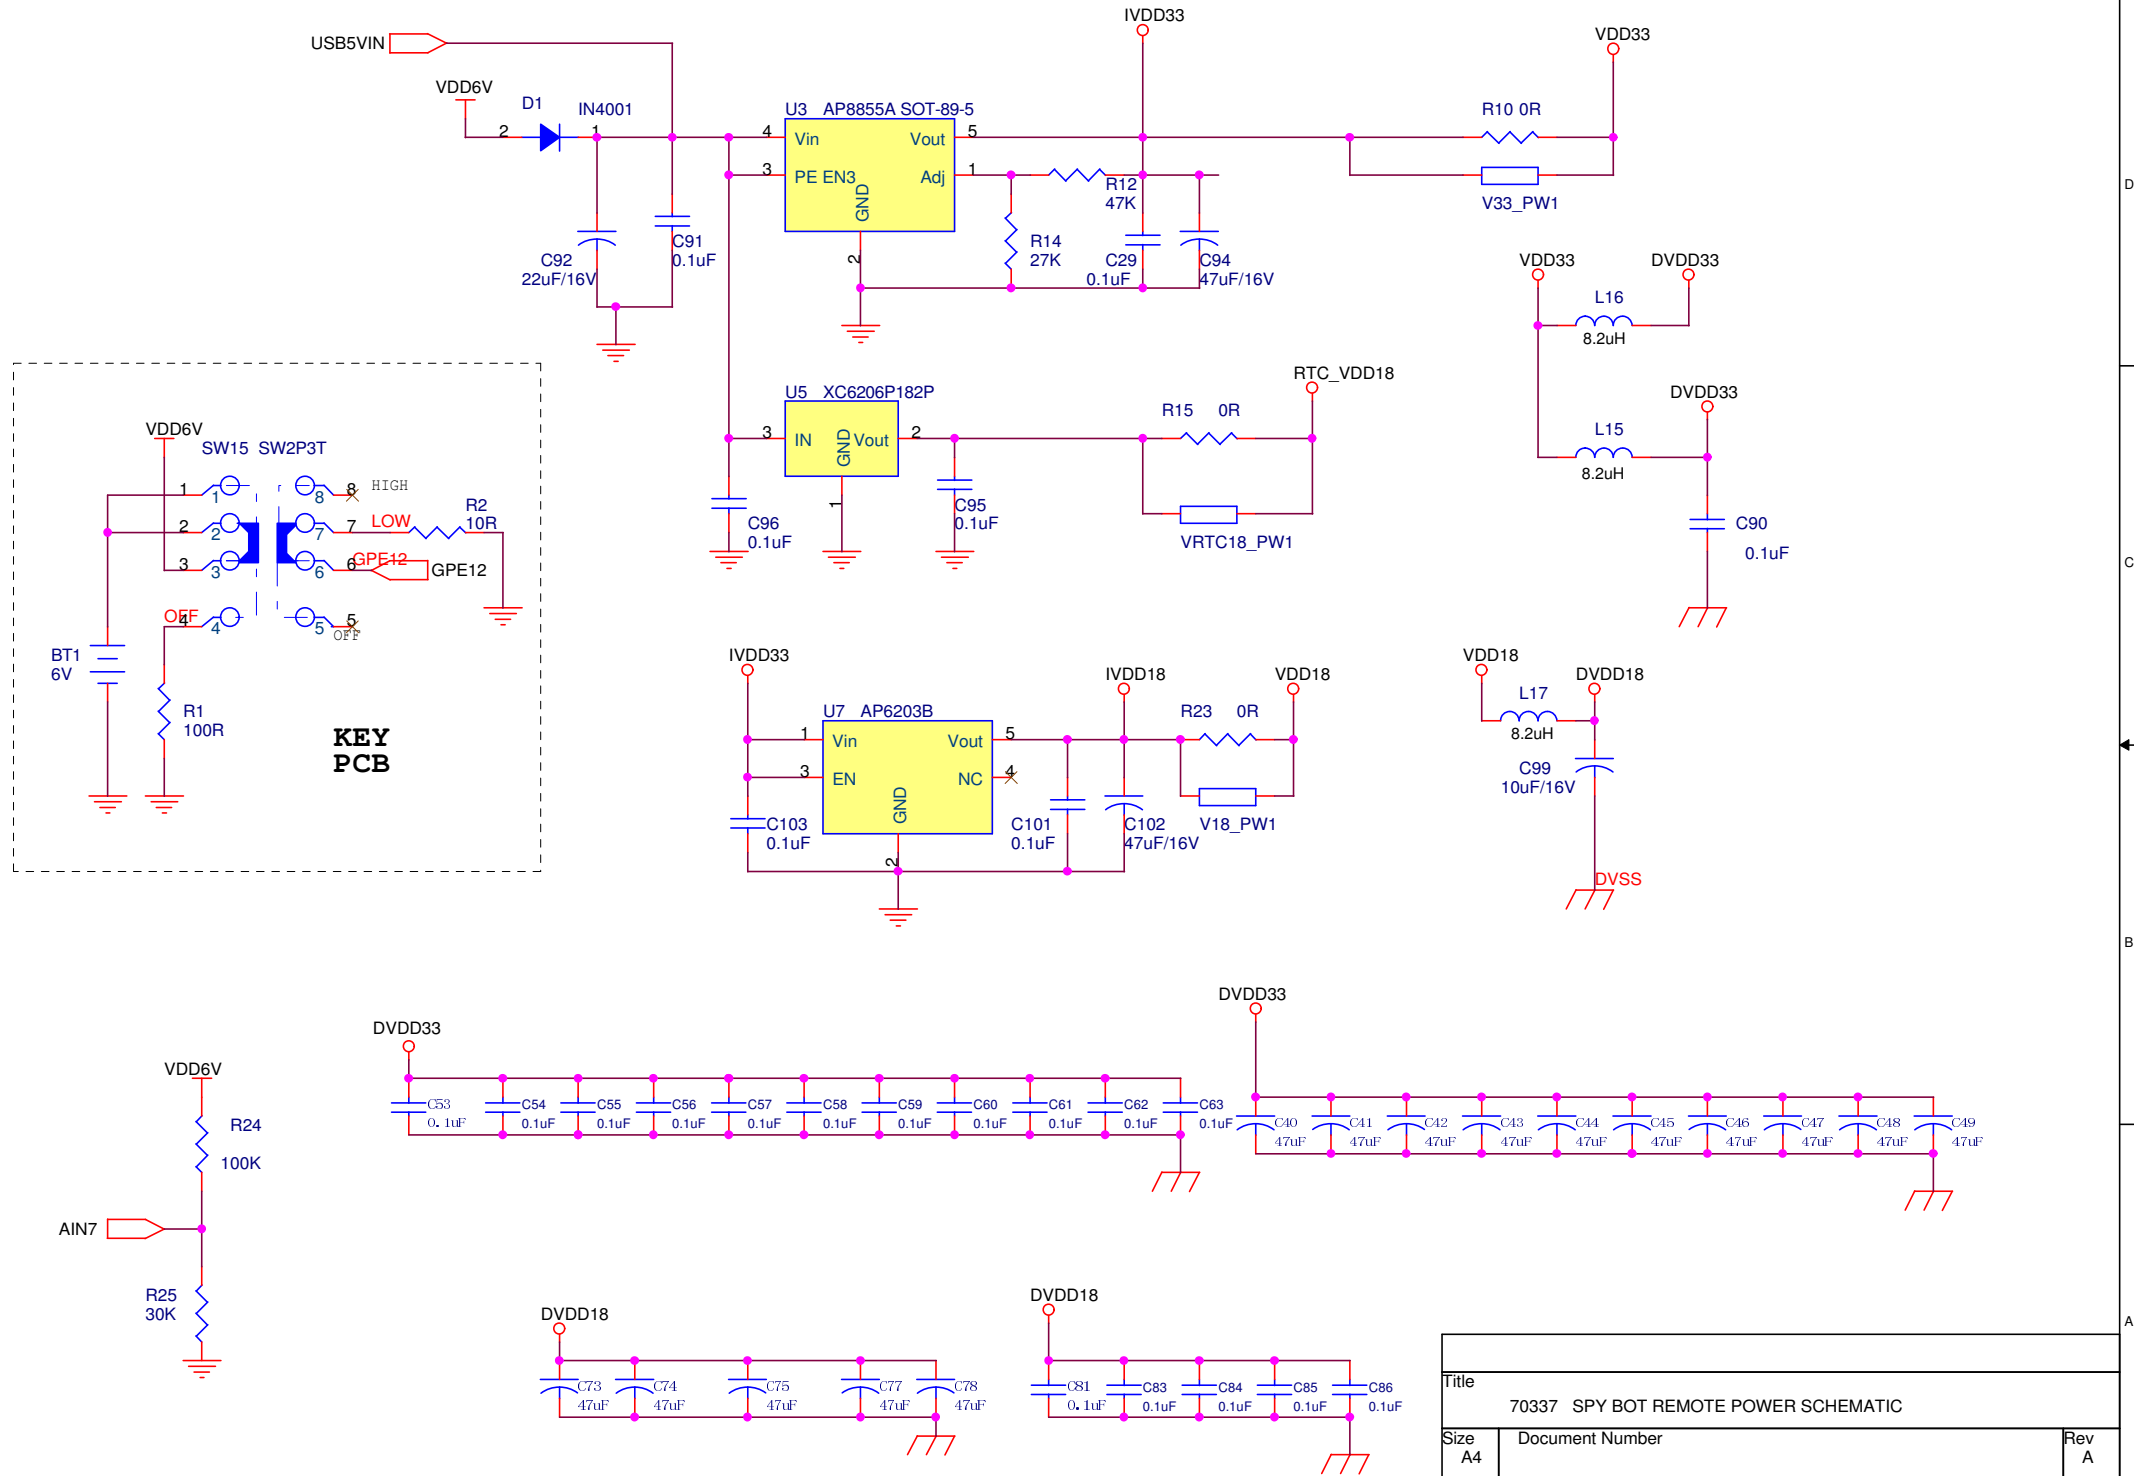 USB5VIN
IVDD33
VDD33
VDD6V
D1 IN4001
2 1
U3 AP8855A SOT-89-5
4 Vin Vout 5
3 PE EN3 Adj 1
GND
2
R10 0R
V33_PW1
R12
47K
R14
27K
C29
0.1uF
C94
47uF/16V
C92
22uF/16V
C91
0.1uF
D
VDD33 DVDD33
L16
8.2uH
DVDD33
L15
8.2uH
C90
0.1uF
C
U5 XC6206P182P
3 IN GND Vout 2
1
RTC_VDD18
R15 0R
VRTC18_PW1
C96
0.1uF
C95
0.1uF
VDD6V
SW15 SW2P3T
1 1 8 8 HIGH
2 2 7 7 LOW
3 3 6 6 GPE12
GPE12
OFF
4 4 5 5
OFF
R2
10R
BT1
6V
R1
100R
KEY
PCB
IVDD33
U7 AP6203B
1 Vin Vout 5
3 EN NC 4
GND
2
IVDD18
VDD18
R23 0R
V18_PW1
C103
0.1uF
C101
0.1uF
C102
47uF/16V
VDD18
DVDD18
L17
8.2uH
C99
10uF/16V
DVSS
B
DVDD33
C53 C54 C55 C56 C57 C58 C59 C60 C61 C62 C63
0.1uF 0.1uF 0.1uF 0.1uF 0.1uF 0.1uF 0.1uF 0.1uF 0.1uF 0.1uF 0.1uF
DVDD33
C40 C41 C42 C43 C44 C45 C46 C47 C48 C49
47uF 47uF 47uF 47uF 47uF 47uF 47uF 47uF 47uF 47uF
VDD6V
R24
100K
AIN7
R25
30K
DVDD18
C73 C74 C75 C77 C78
47uF 47uF 47uF 47uF 47uF
DVDD18
C81 C83 C84 C85 C86
0.1uF 0.1uF 0.1uF 0.1uF 0.1uF
A
Title
70337 SPY BOT REMOTE POWER SCHEMATIC
Size Document Number Rev
A4 A